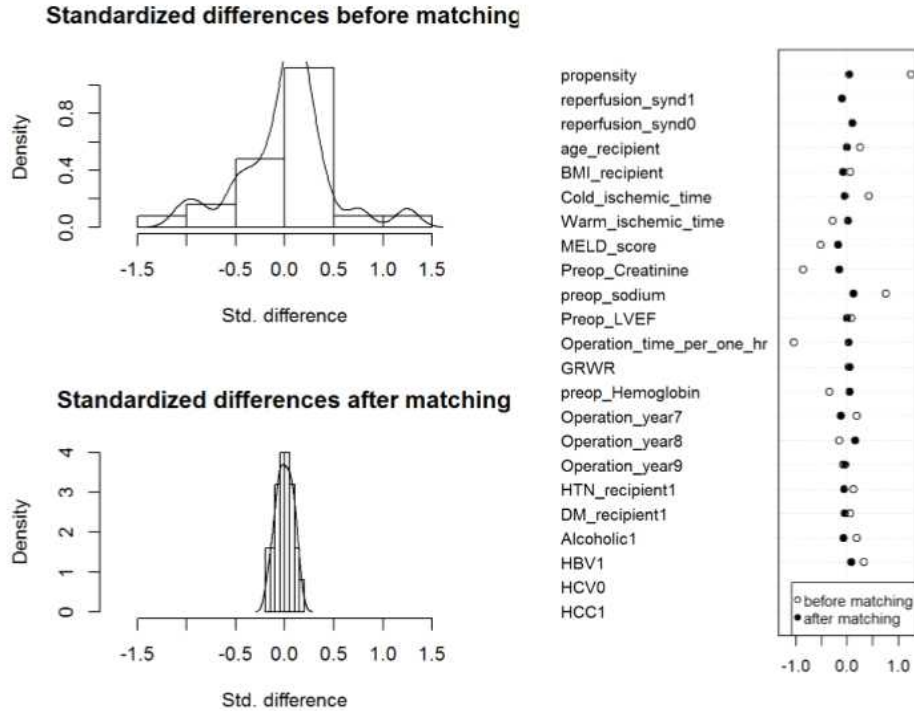 Standardized differences before matching
Density
0.0 0.4 0.8
-1.5 -0.5 0.0 0.5 1.0 1.5
Std. difference
Standardized differences after matching
Density
0 1 2 3 4
-1.5 -0.5 0.0 0.5 1.0 1.5
Std. difference
propensity
reperfusion_synd1
reperfusion_synd0
age_recipient
BMI_recipient
Cold_ischemic_time
Warm_ischemic_time
MELD_score
Preop_Creatinine
preop_sodium
Preop_LVEF
Operation_time_per_one_hr
GRWR
preop_Hemoglobin
Operation_year7
Operation_year8
Operation_year9
HTN_recipient1
DM_recipient1
Alcoholic1
HBV1
HCV0
HCC1
before matching
after matching
-1.0 0.0 1.0